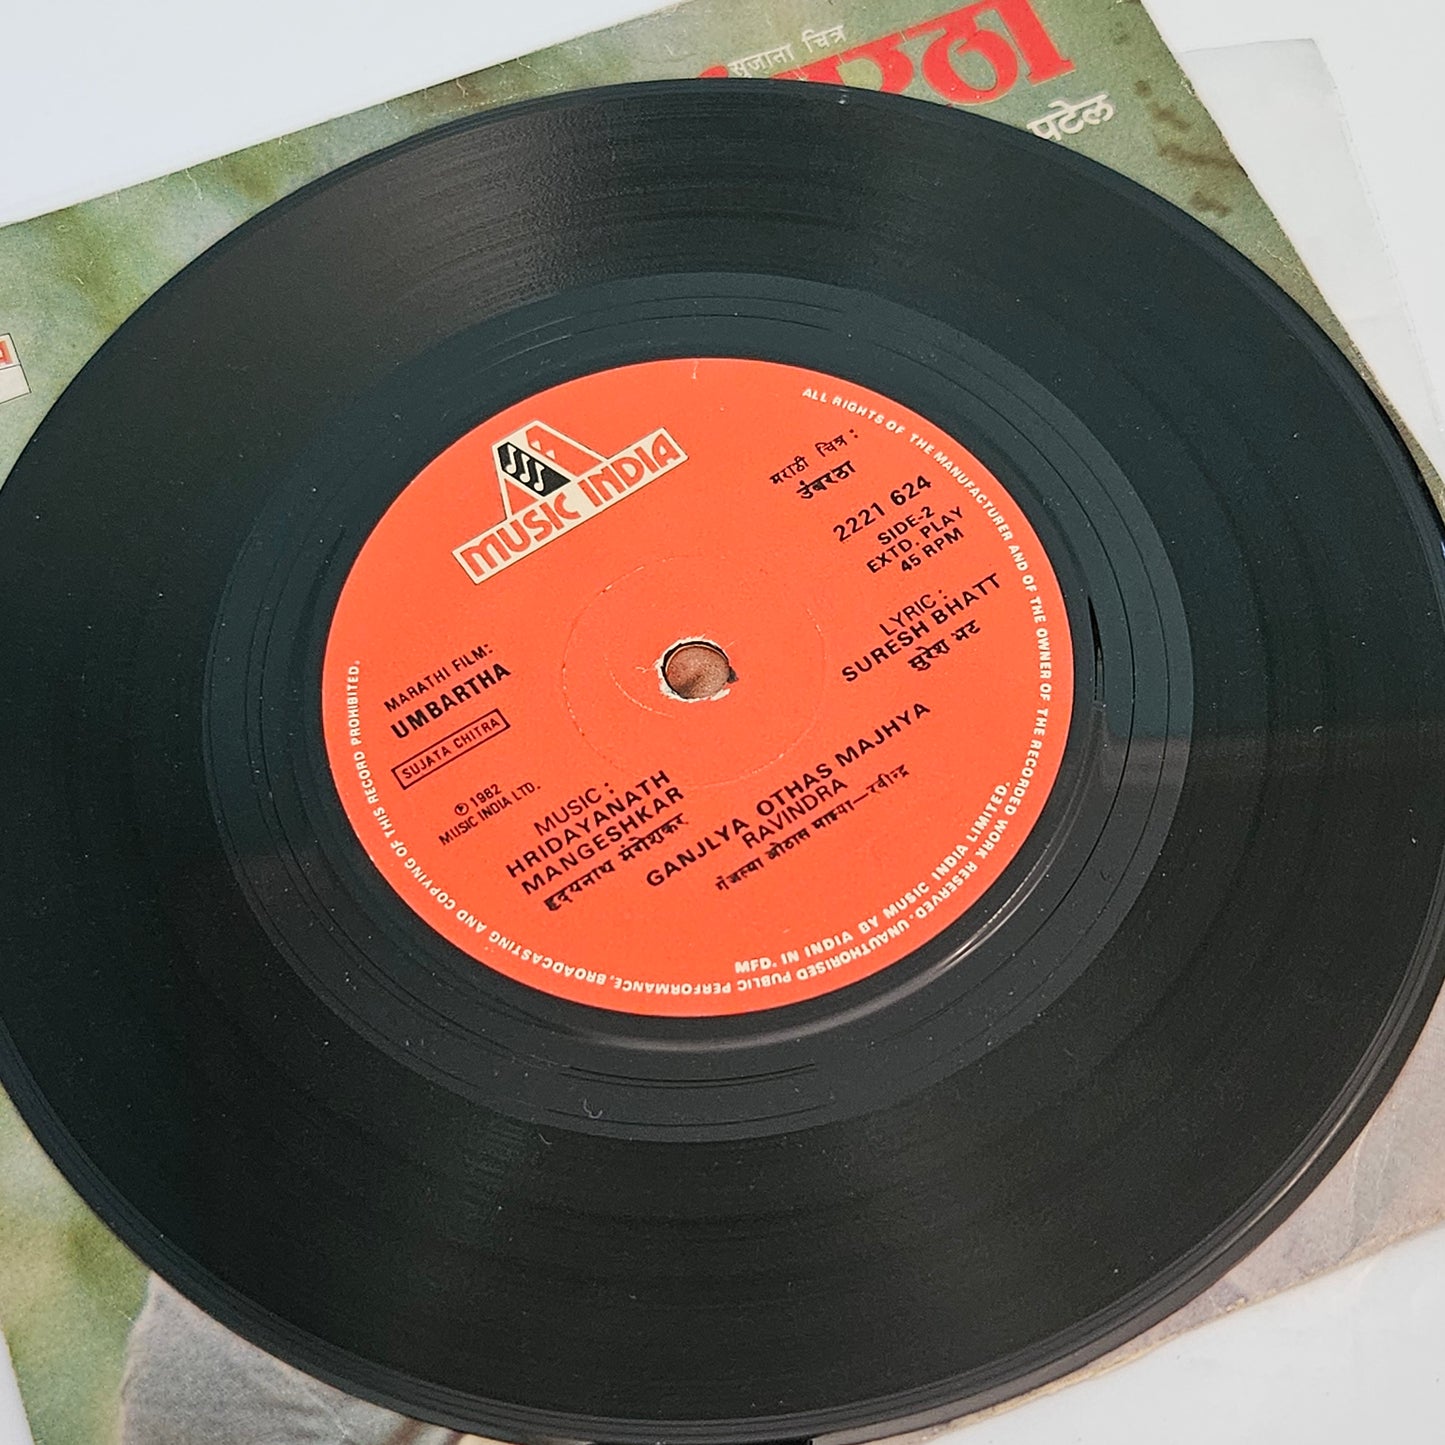 सुजाता चित्र
पटेल
MUSIC INDIA
मराठी चित्र :
उंबरठा
2221 624
SIDE-2
EXTD. PLAY
45 RPM
LYRIC :
SURESH BHATT
सुरेश भट
MARATHI FILM:
UMBARTHA
SUJATA CHITRA
℗ 1982
MUSIC INDIA LTD.
MUSIC :
HRIDAYANATH
MANGESHKAR
हृदयनाथ मंगेशकर
GANJLYA OTHAS MAJHYA
RAVINDRA
गंजल्या ओठास माझ्या—रवीन्द्र
MFD. IN INDIA BY MUSIC INDIA LIMITED.
ALL RIGHTS OF THE MANUFACTURER AND OF THE OWNER OF THE RECORDED WORK RESERVED. UNAUTHORISED PUBLIC PERFORMANCE, BROADCASTING AND COPYING OF THIS RECORD PROHIBITED.